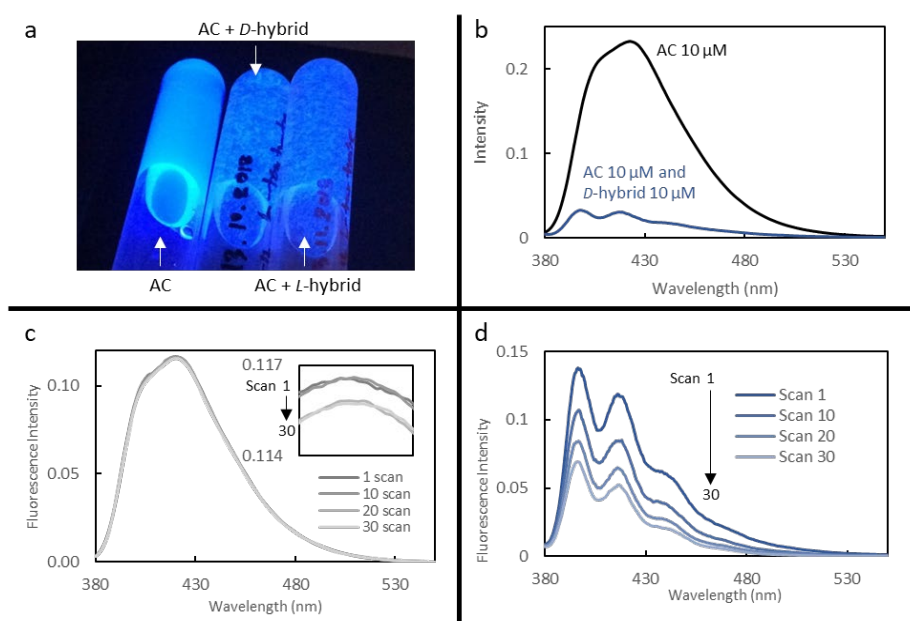 a
AC + D-hybrid
13.10.2018
AC
AC + L-hybrid
b
0.2
0.1
0
Intensity
AC 10 µM
AC 10 µM and
D-hybrid 10 µM
380
430
480
530
Wavelength (nm)
c
0.10
0.05
0.00
Fluorescence Intensity
0.117
Scan 1
30
0.114
1 scan
10 scan
20 scan
30 scan
380
430
480
530
Wavelength (nm)
d
0.15
0.1
0.05
0
Fluorescence Intensity
Scan 1
30
Scan 1
Scan 10
Scan 20
Scan 30
380
430
480
530
Wavelength (nm)